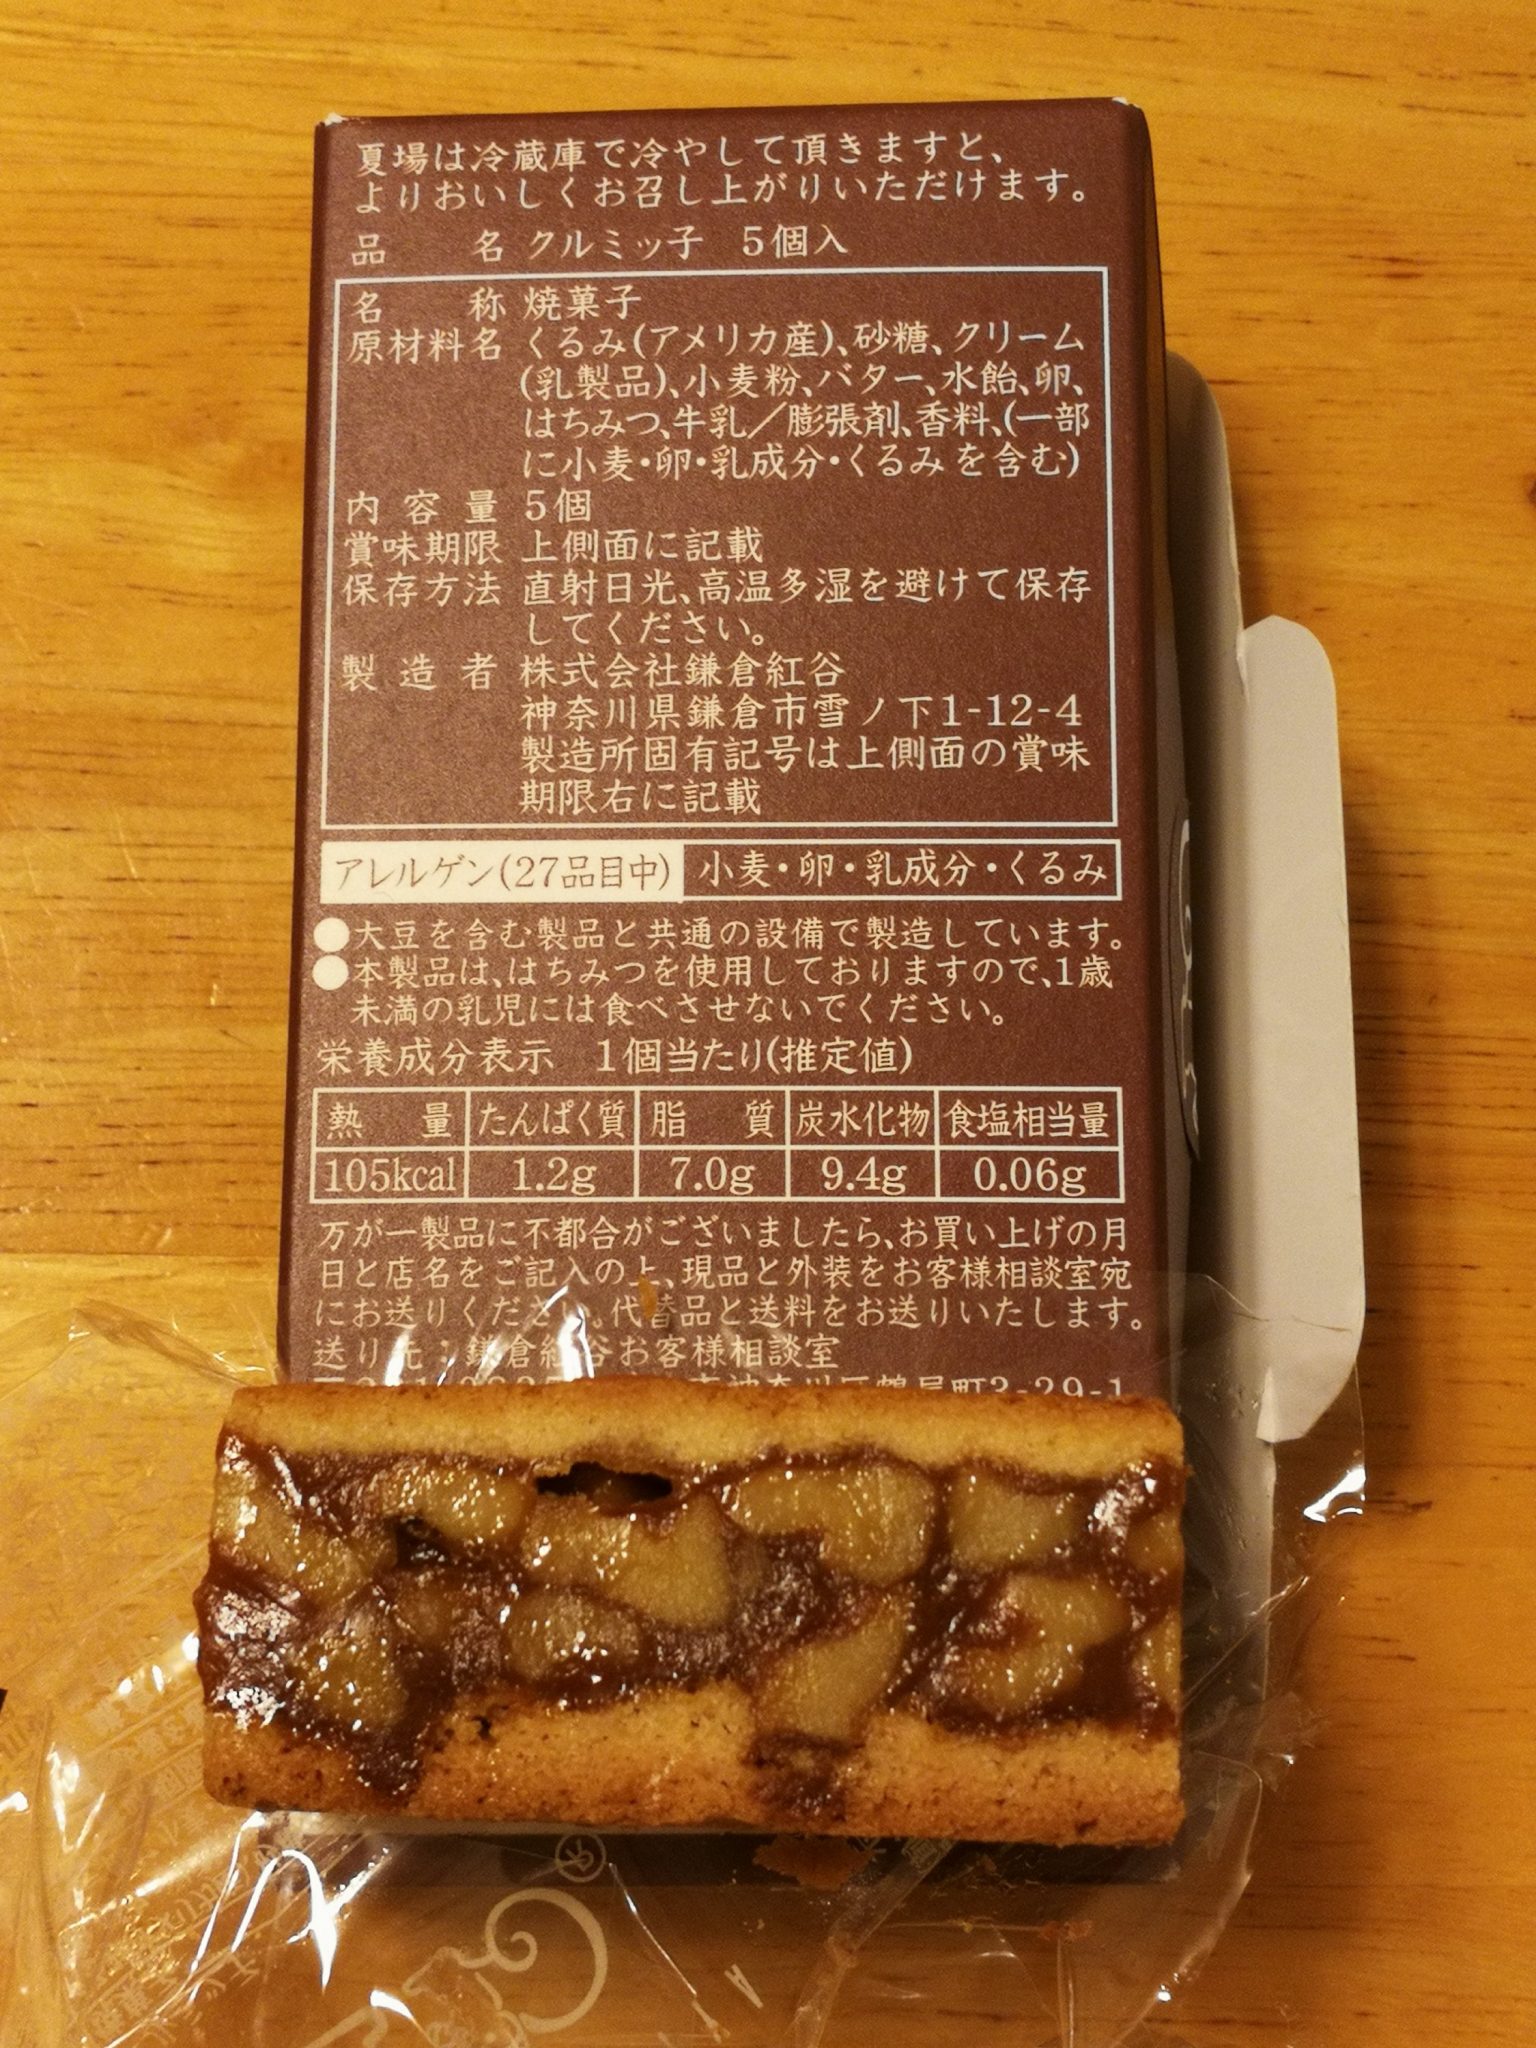 夏場は冷蔵庫で冷やして頂きますと、
よりおいしくお召し上がりいただけます。
品 名 クルミッ子 5個入
名 称 焼菓子
原材料名 くるみ(アメリカ産)、砂糖、クリーム
(乳製品)、小麦粉、バター、水飴、卵、
はちみつ、牛乳／膨張剤、香料、(一部
に小麦・卵・乳成分・くるみを含む)
内容量 5個
賞味期限 上側面に記載
保存方法 直射日光、高温多湿を避けて保存
してください。
製造者 株式会社鎌倉紅谷
神奈川県鎌倉市雪ノ下1-12-4
製造所固有記号は上側面の賞味
期限右に記載
アレルゲン(27品目中) 小麦・卵・乳成分・くるみ
●大豆を含む製品と共通の設備で製造しています。
●本製品は、はちみつを使用しておりますので、1歳
未満の乳児には食べさせないでください。
栄養成分表示 1個当たり(推定値)
熱 量 たんぱく質 脂 質 炭水化物 食塩相当量
105kcal 1.2g 7.0g 9.4g 0.06g
万が一製品に不都合がございましたら、お買い上げの月
日と店名をご記入の上、現品と外装をお客様相談室宛
にお送りください。代替品と送料をお送りいたします。
送り先：鎌倉紅谷お客様相談室
神奈川区鶴屋町3-29-1